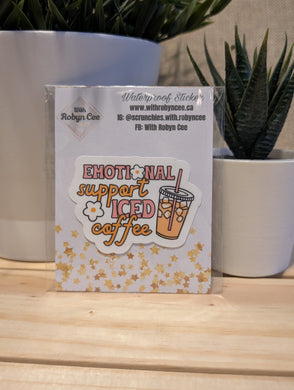 With
Robyn Cee
Waterproof Sticker
www.withrobyncee.ca
IG: @scrunchies.with.robyncee
FB: With Robyn Cee
EMOTIONAL
support
ICED
coffee